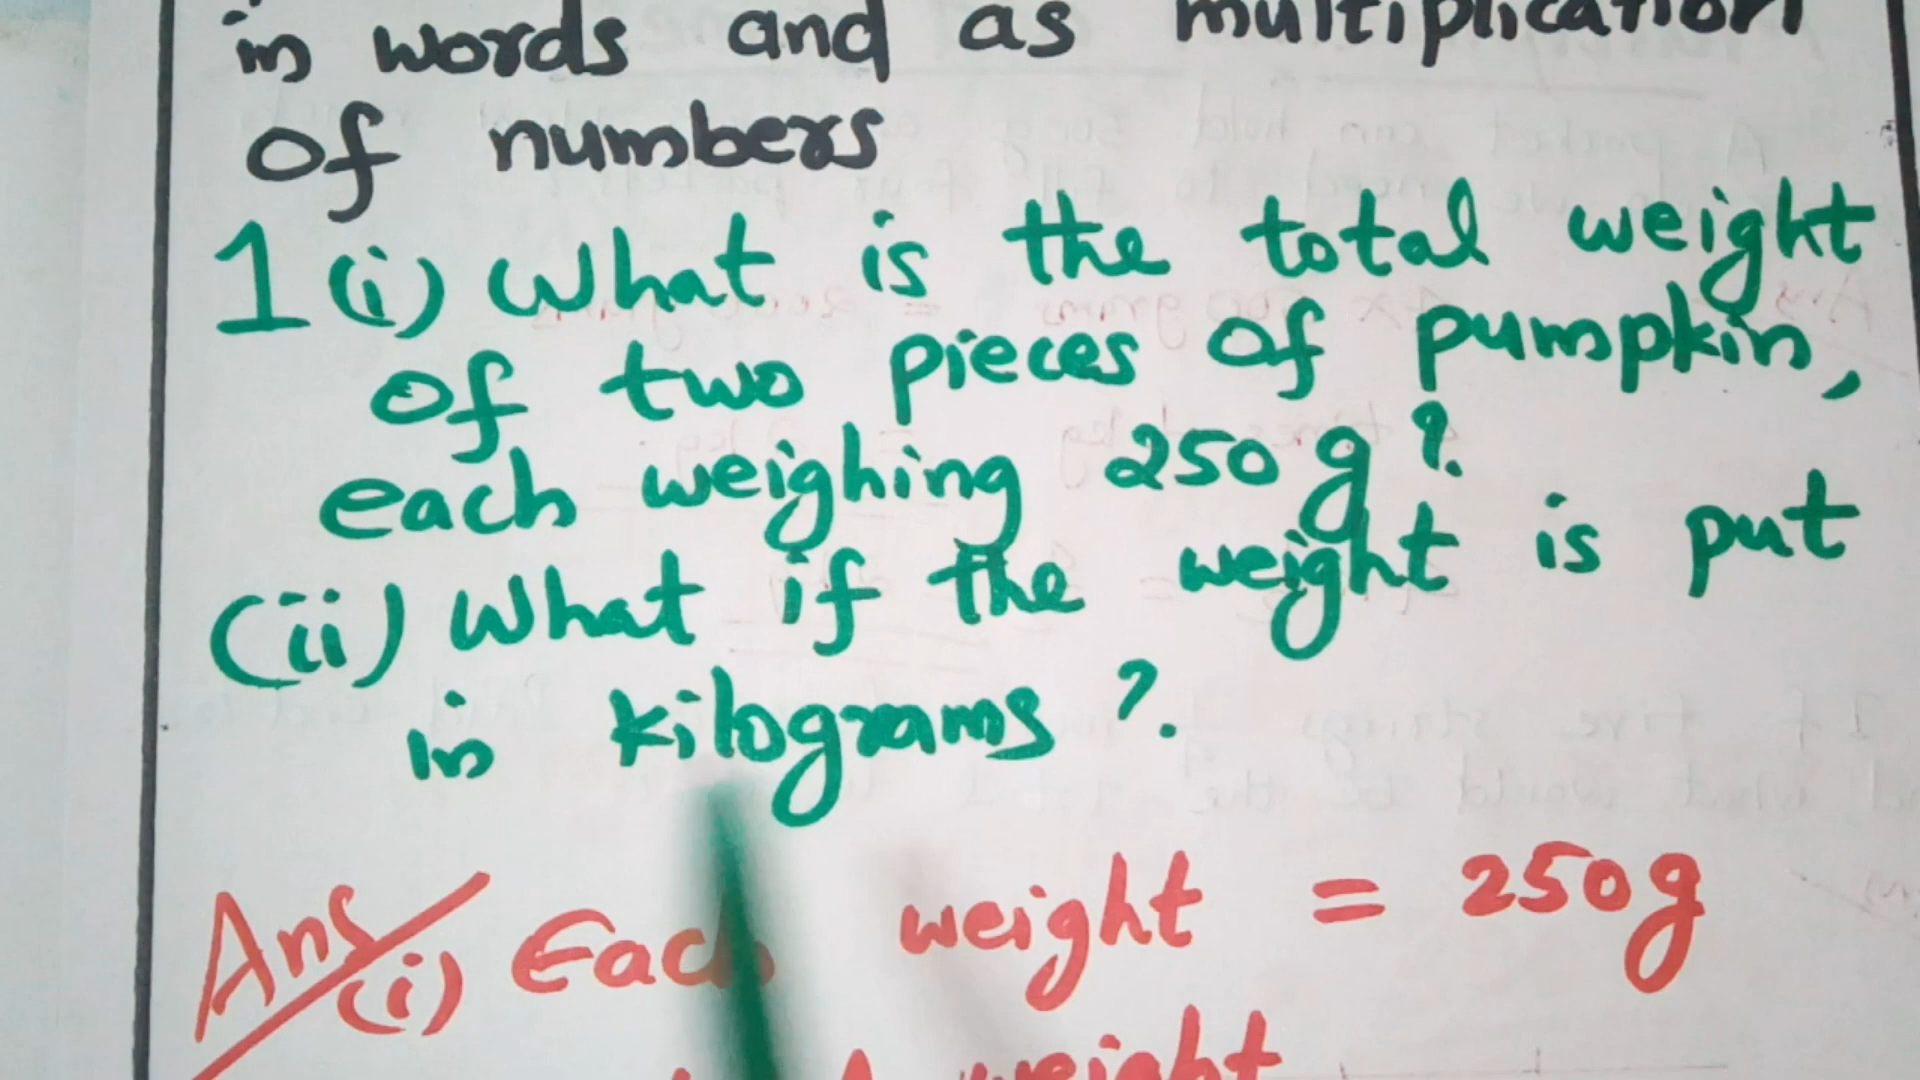 in words and as multiplication
of numbers
1 (i) What is the total weight
of two pieces of pumpkin,
each weighing 250 g?
(ii) What if the weight is put
in kilograms?.
Ans (i) Each weight = 250g
weight